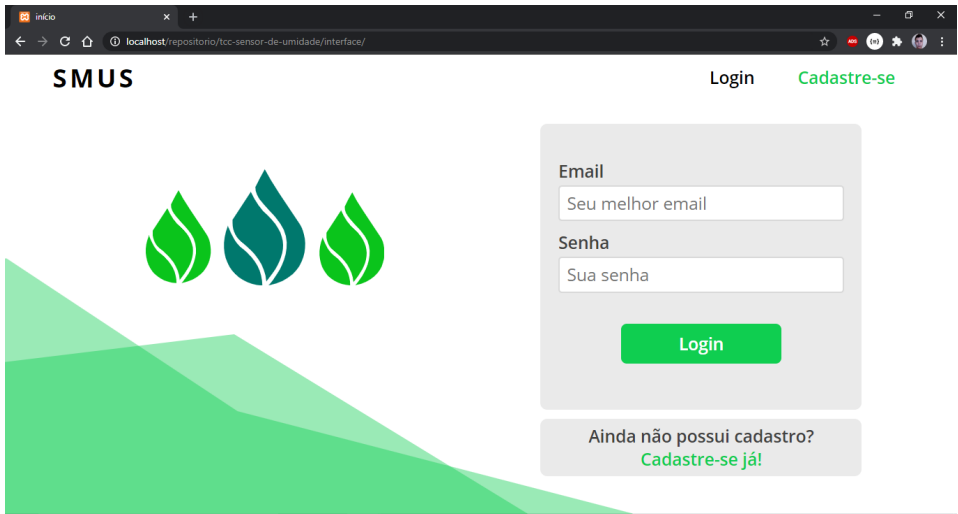 início
localhost/repositorio/tcc-sensor-de-umidade/interface/
ADS
SMUS
Login
Cadastre-se
Email
Seu melhor email
Senha
Sua senha
Login
Ainda não possui cadastro?
Cadastre-se já!